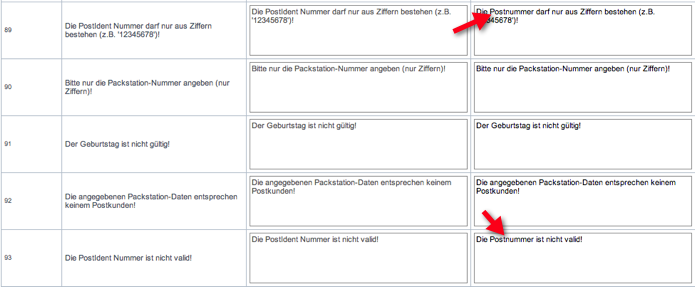 89
Die PostIdent Nummer darf nur aus Ziffern
bestehen (z.B. '12345678')!
Die PostIdent Nummer darf nur aus Ziffern bestehen (z.B.
'12345678')!
Die Postnummer darf nur aus Ziffern bestehen (z.B.
45678')!
90
Bitte nur die Packstation-Nummer angeben (nur
Ziffern)!
Bitte nur die Packstation-Nummer angeben (nur Ziffern)!
Bitte nur die Packstation-Nummer angeben (nur Ziffern)!
91
Der Geburtstag ist nicht gültig!
Der Geburtstag ist nicht gültig!
Der Geburtstag ist nicht gültig!
92
Die angegebenen Packstation-Daten entsprechen
keinem Postkunden!
Die angegebenen Packstation-Daten entsprechen keinem
Postkunden!
Die angegebenen Packstation-Daten entsprechen keinem
Postkunden!
93
Die PostIdent Nummer ist nicht valid!
Die PostIdent Nummer ist nicht valid!
Die Postnummer ist nicht valid!